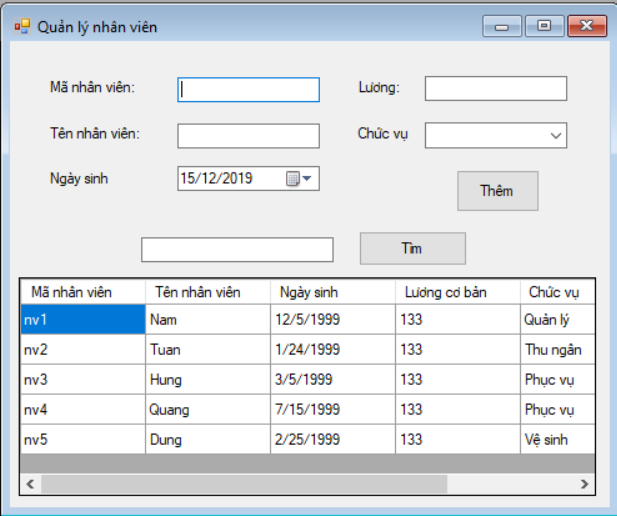 Quản lý nhân viên
Mã nhân viên: Lương:
Tên nhân viên: Chức vụ
Ngày sinh 15/12/2019 Thêm
Tìm
Mã nhân viên Tên nhân viên Ngày sinh Lương cơ bản Chức vụ
nv1 Nam 12/5/1999 133 Quản lý
nv2 Tuan 1/24/1999 133 Thu ngân
nv3 Hung 3/5/1999 133 Phục vụ
nv4 Quang 7/15/1999 133 Phục vụ
nv5 Dung 2/25/1999 133 Vệ sinh